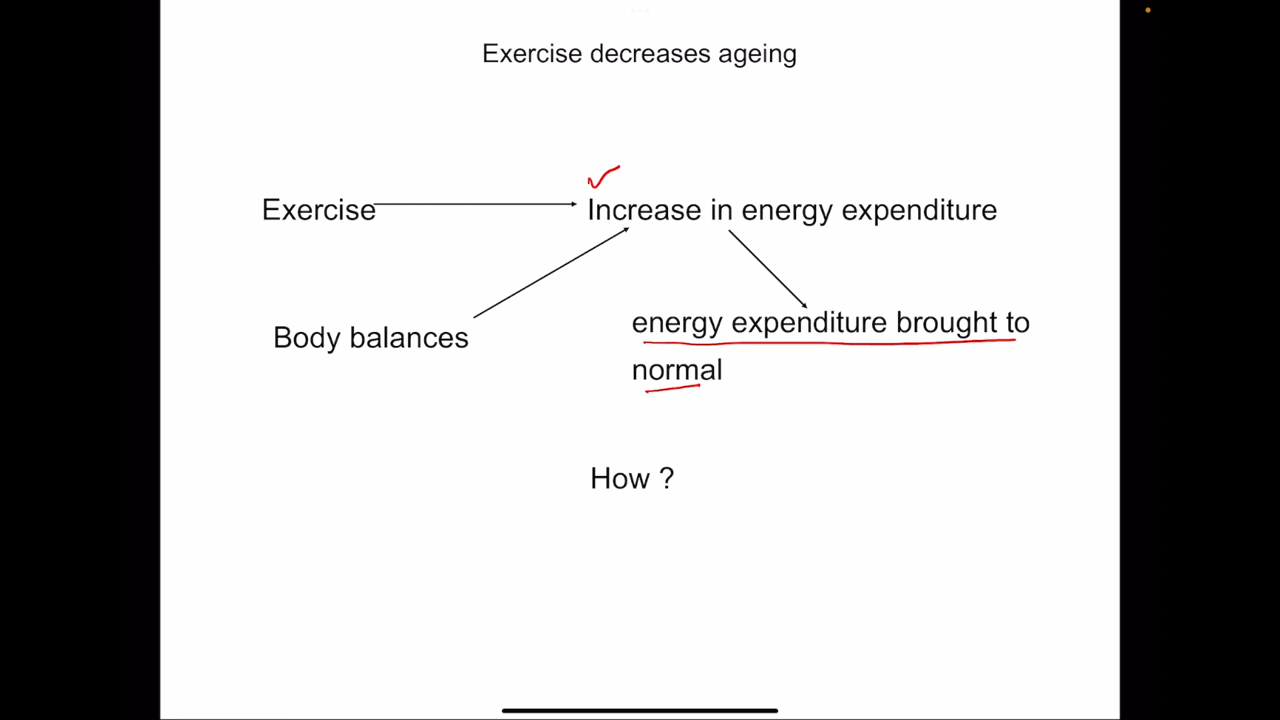 Exercise decreases ageing
Exercise
Increase in energy expenditure
Body balances
energy expenditure brought to
normal
How ?